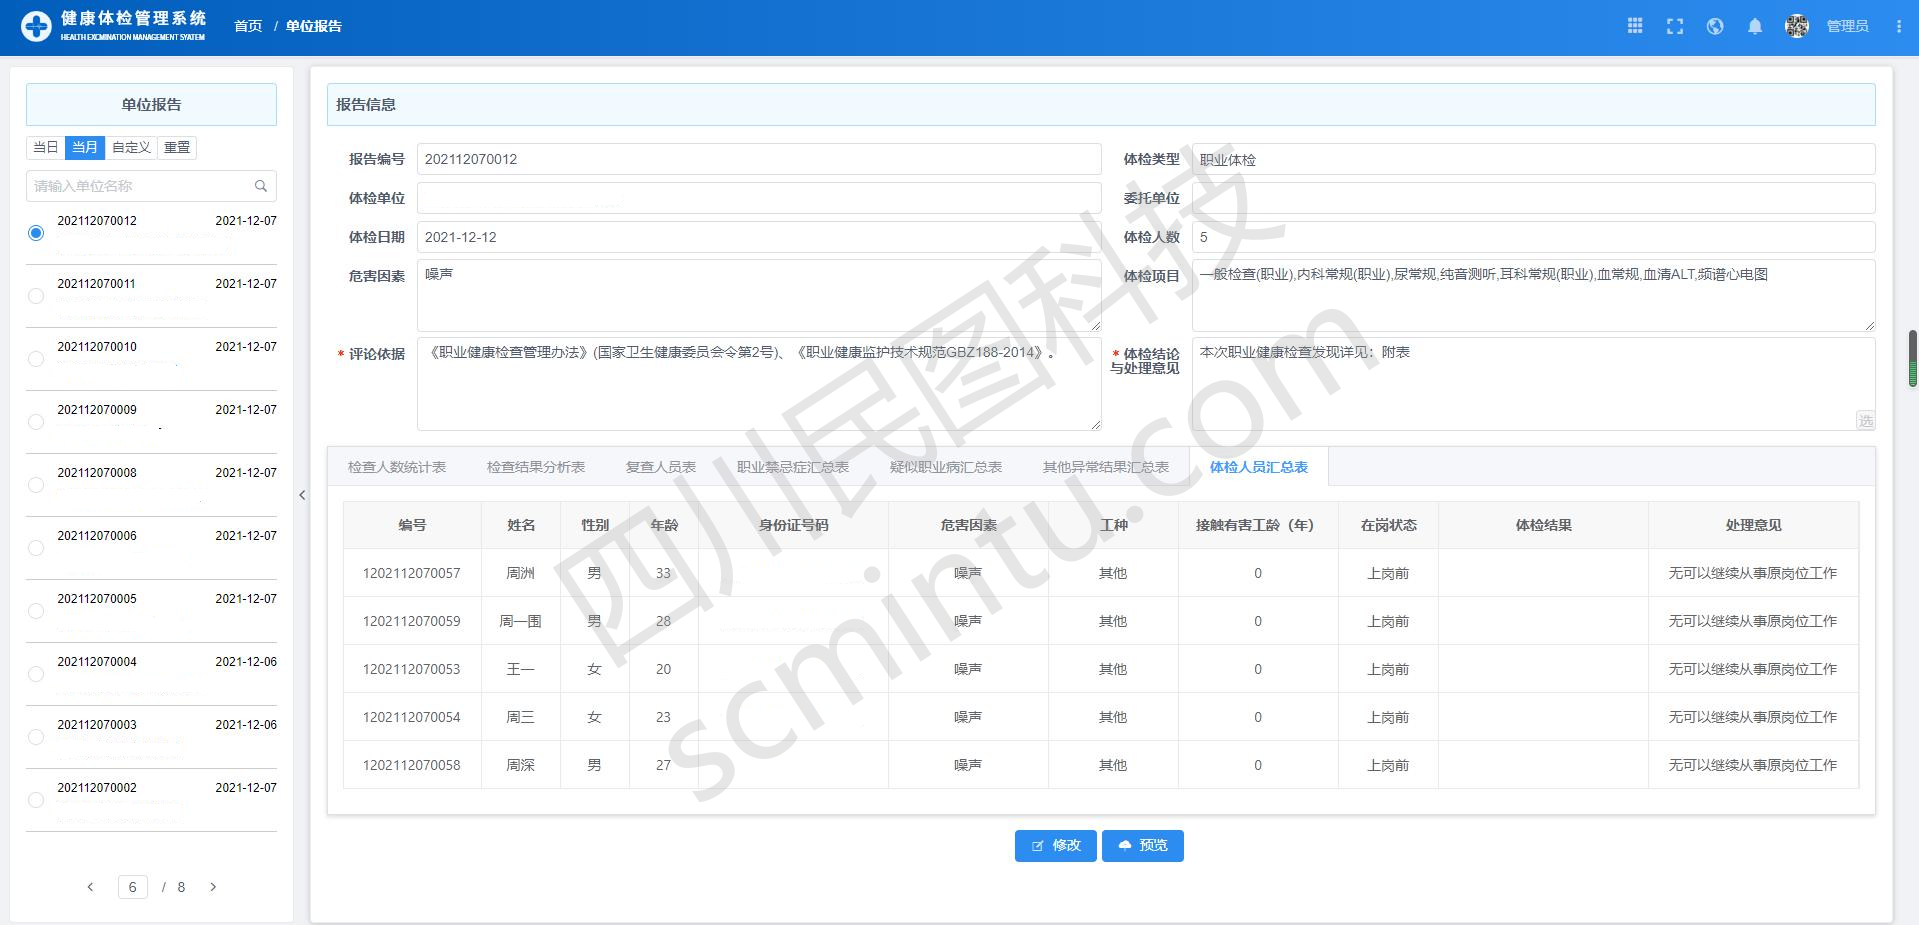 健康体检管理系统
HEALTH EXCMINATION MANAGEMENT SYATEM
首页 / 单位报告
管理员
单位报告
当日 当月 自定义 重置
请输入单位名称
202112070012 2021-12-07
202112070011 2021-12-07
202112070010 2021-12-07
202112070009 2021-12-07
202112070008 2021-12-07
202112070006 2021-12-07
202112070005 2021-12-07
202112070004 2021-12-06
202112070003 2021-12-06
202112070002 2021-12-07
6 / 8
报告信息
报告编号 202112070012 体检类型 职业体检
体检单位 委托单位
体检日期 2021-12-12 体检人数 5
危害因素 噪声 体检项目 一般检查(职业),内科常规(职业),尿常规,纯音测听,耳科常规(职业),血常规,血清ALT,频谱心电图
* 评论依据 《职业健康检查管理办法》(国家卫生健康委员会令第2号)、《职业健康监护技术规范GBZ188-2014》。
* 体检结论与处理意见 本次职业健康检查发现详见：附表
选
检查人数统计表 检查结果分析表 复查人员表 职业禁忌症汇总表 疑似职业病汇总表 其他异常结果汇总表 体检人员汇总表
编号 姓名 性别 年龄 身份证号码 危害因素 工种 接触有害工龄（年） 在岗状态 体检结果 处理意见
1202112070057 周洲 男 33 噪声 其他 0 上岗前 无可以继续从事原岗位工作
1202112070059 周一围 男 28 噪声 其他 0 上岗前 无可以继续从事原岗位工作
1202112070053 王一 女 20 噪声 其他 0 上岗前 无可以继续从事原岗位工作
1202112070054 周三 女 23 噪声 其他 0 上岗前 无可以继续从事原岗位工作
1202112070058 周深 男 27 噪声 其他 0 上岗前 无可以继续从事原岗位工作
修改 预览
四川民图科技
scmintu.com